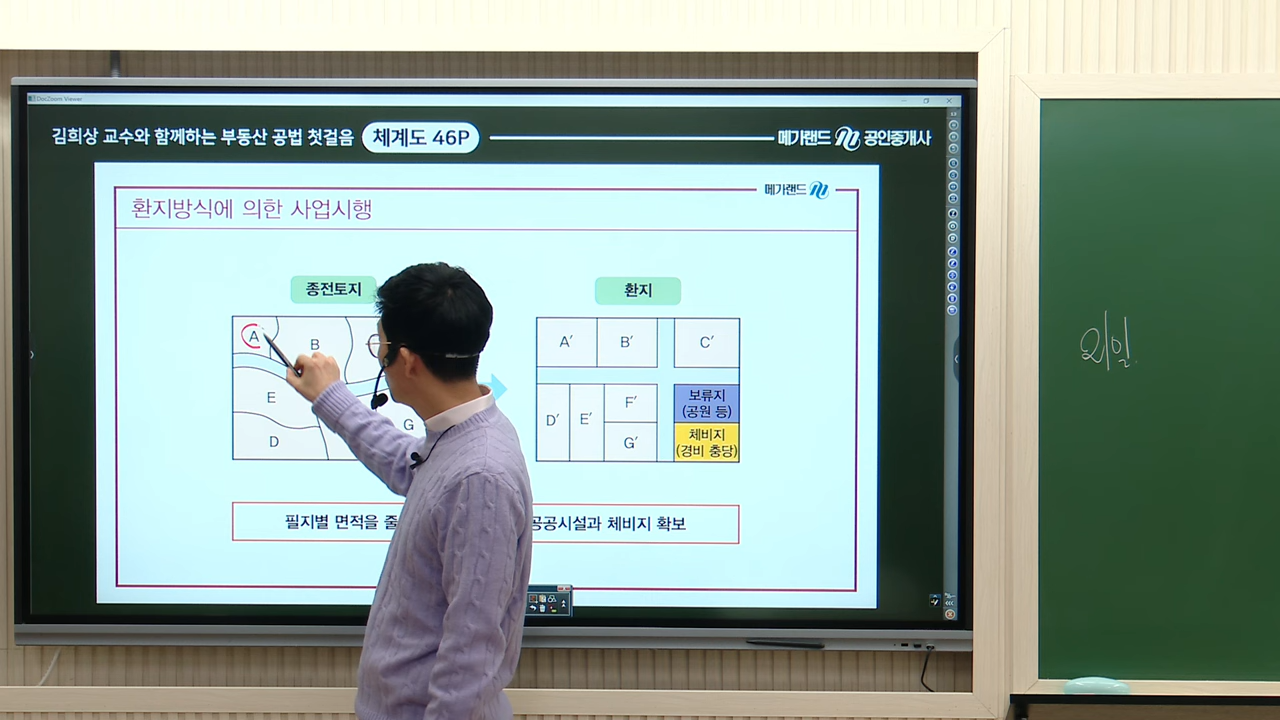 DocZoom Viewer
김희상 교수와 함께하는 부동산 공법 첫걸음 체계도 46P 메가랜드 공인중개사
메가랜드
환지방식에 의한 사업시행
종전토지
환지
A B C
E
D
G
A′ B′ C′
D′ E′ F′
G′
보류지
(공원 등)
체비지
(경비 충당)
필지별 면적을 줄
공공시설과 체비지 확보